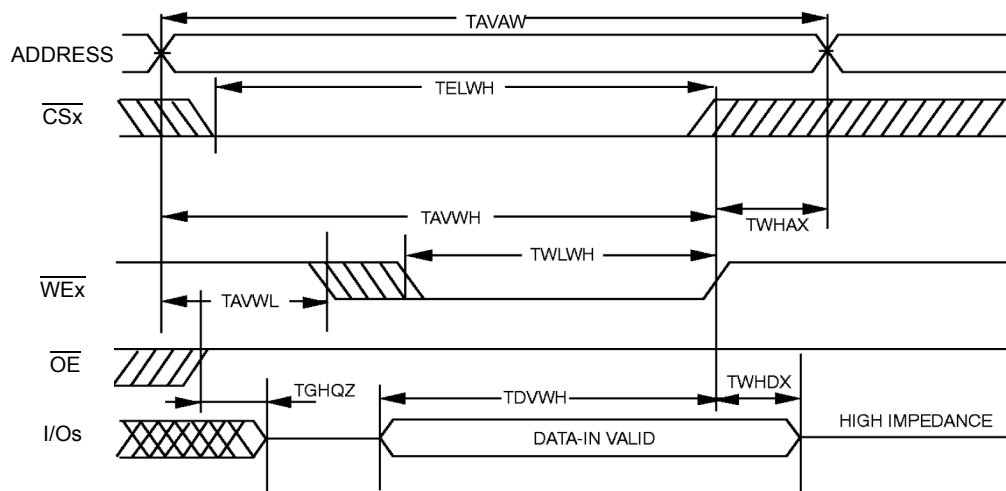 TAVAW
ADDRESS
TELWH
CSx
TAVWH
TWHAX
TWLWH
WEx
TAVWL
OE
TGHQZ
TDVWH
TWHDX
I/Os
DATA-IN VALID
HIGH IMPEDANCE